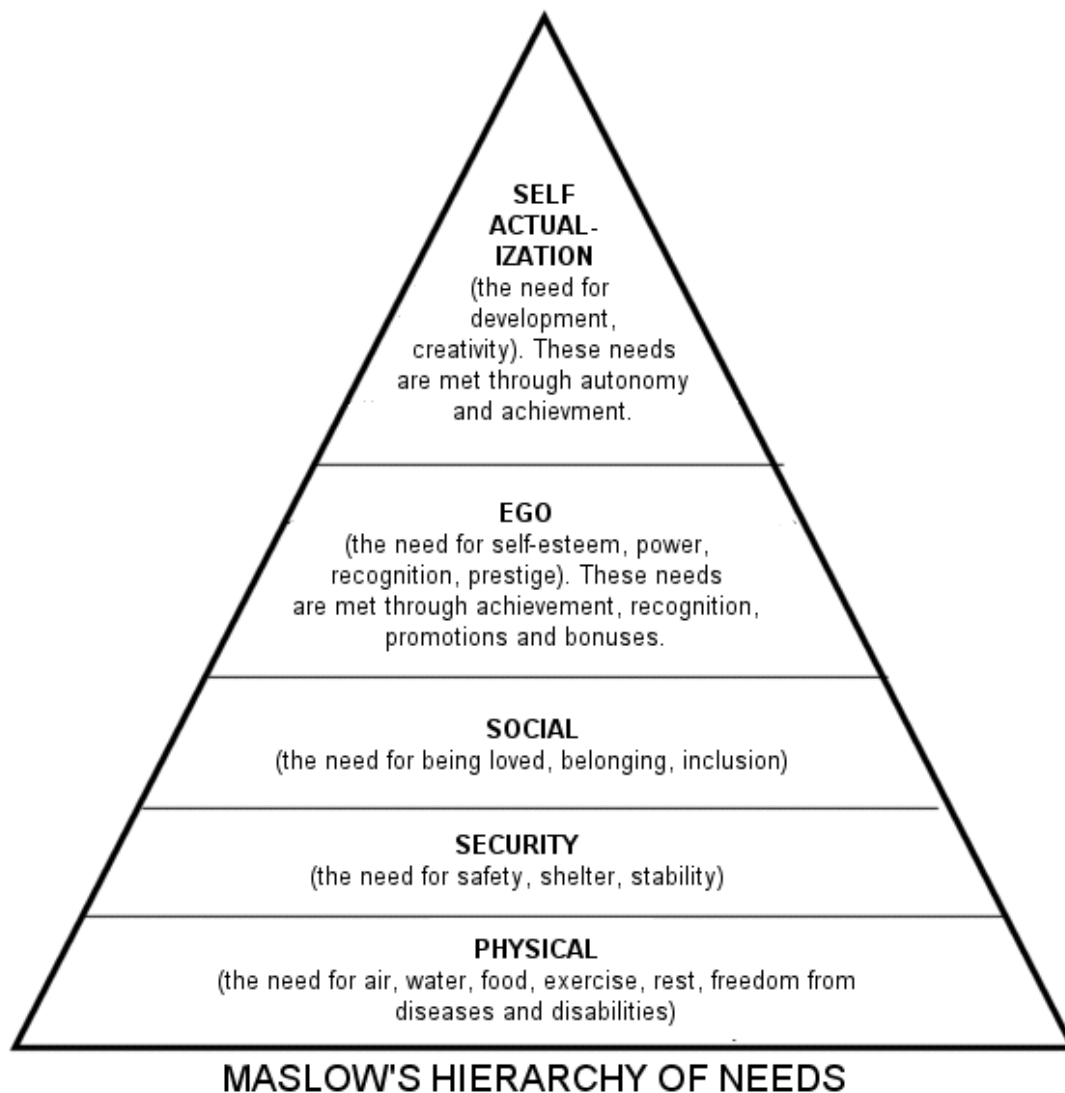 SELF
ACTUAL-
IZATION
(the need for
development,
creativity). These needs
are met through autonomy
and achievment.
EGO
(the need for self-esteem, power,
recognition, prestige). These needs
are met through achievement, recognition,
promotions and bonuses.
SOCIAL
(the need for being loved, belonging, inclusion)
SECURITY
(the need for safety, shelter, stability)
PHYSICAL
(the need for air, water, food, exercise, rest, freedom from
diseases and disabilities)
MASLOW'S HIERARCHY OF NEEDS